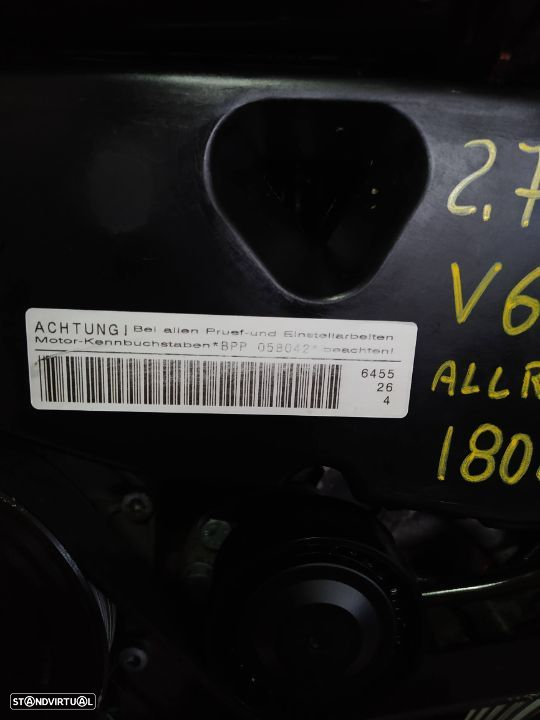 2.7
V6
ALLR
180
ACHTUNG! Bei allen Pruef-und Einstellarbeiten
Motor-Kennbuchstaben*BPP 058042* beachten!
6455
26
4
STANDVIRTUAL